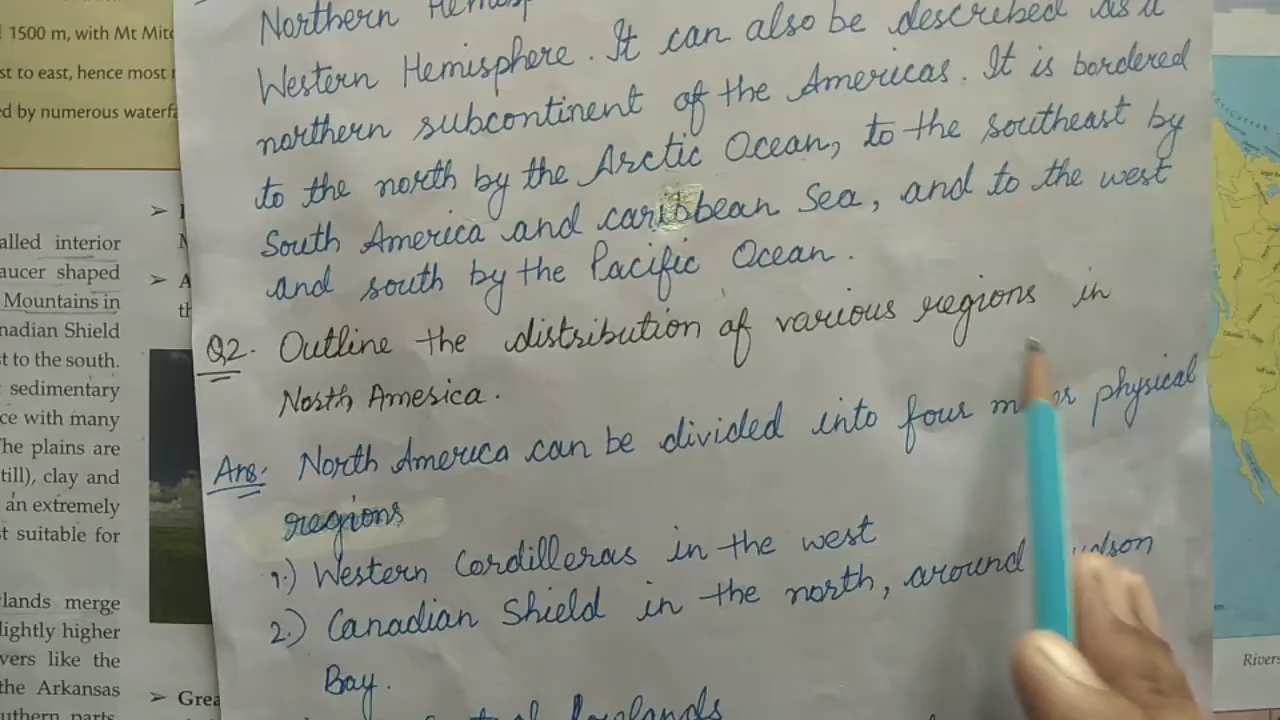 1500 m, with Mt
st to east, hence most
ed by numerous
alled interior
aucer shaped
Mountains in
nadian Shield
t to the south.
sedimentary
ce with many
he plains are
till), clay and
an extremely
t suitable for
lands merge
lightly higher
vers like the
the Arkansas
uthern parts
➢
➢ A
th
➢ Grea
Northern
Western Hemisphere. It can also be described as a
northern subcontinent of the Americas. It is bordered
to the north by the Arctic Ocean, to the southeast by
South America and caribbean Sea, and to the west
and south by the Pacific Ocean.
Q2. Outline the distribution of various regions in
North America.
Ans: North America can be divided into four physical
regions
1.) Western Cordilleras in the west
2.) Canadian Shield in the north, around
Bay.
Rivers